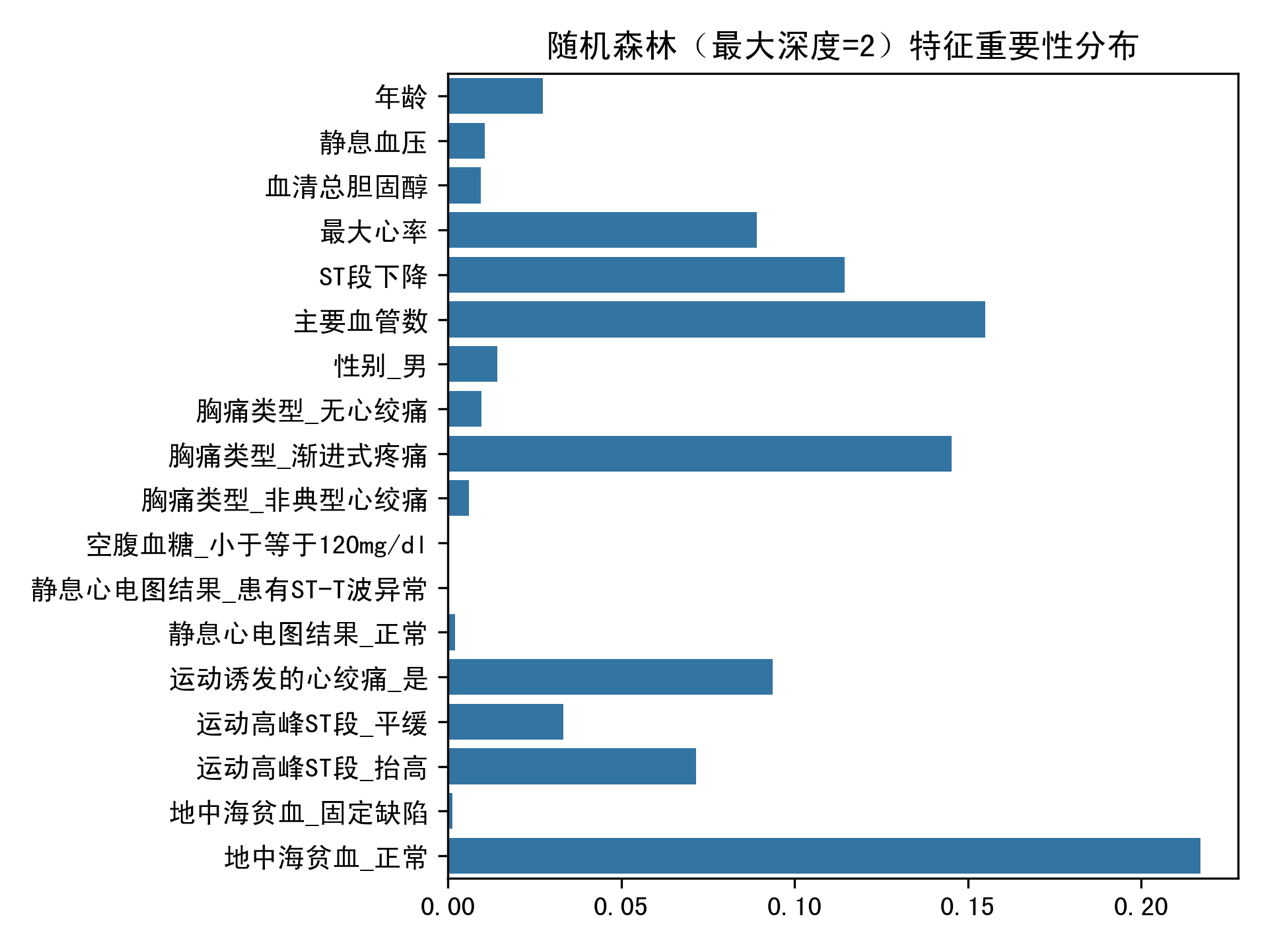 随机森林（最大深度=2）特征重要性分布
年龄
静息血压
血清总胆固醇
最大心率
ST段下降
主要血管数
性别_男
胸痛类型_无心绞痛
胸痛类型_渐进式疼痛
胸痛类型_非典型心绞痛
空腹血糖_小于等于120mg/dl
静息心电图结果_患有ST-T波异常
静息心电图结果_正常
运动诱发的心绞痛_是
运动高峰ST段_平缓
运动高峰ST段_抬高
地中海贫血_固定缺陷
地中海贫血_正常
0.00 0.05 0.10 0.15 0.20